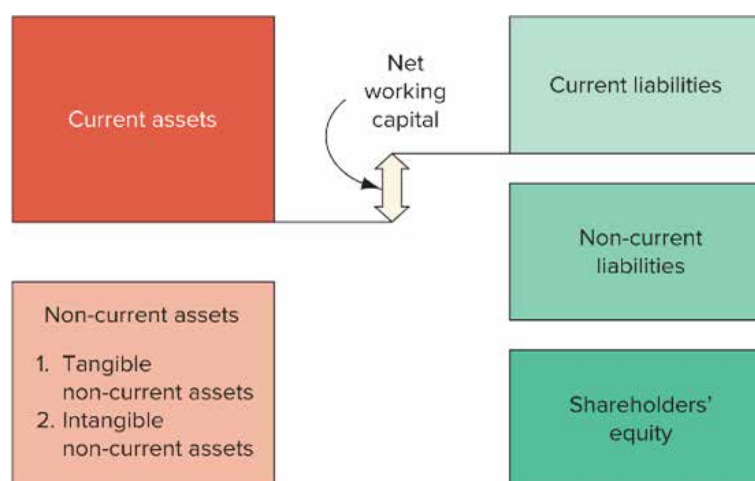 Current assets
Net
working
capital
Current liabilities
Non-current
liabilities
Non-current assets
1. Tangible
non-current assets
2. Intangible
non-current assets
Shareholders'
equity